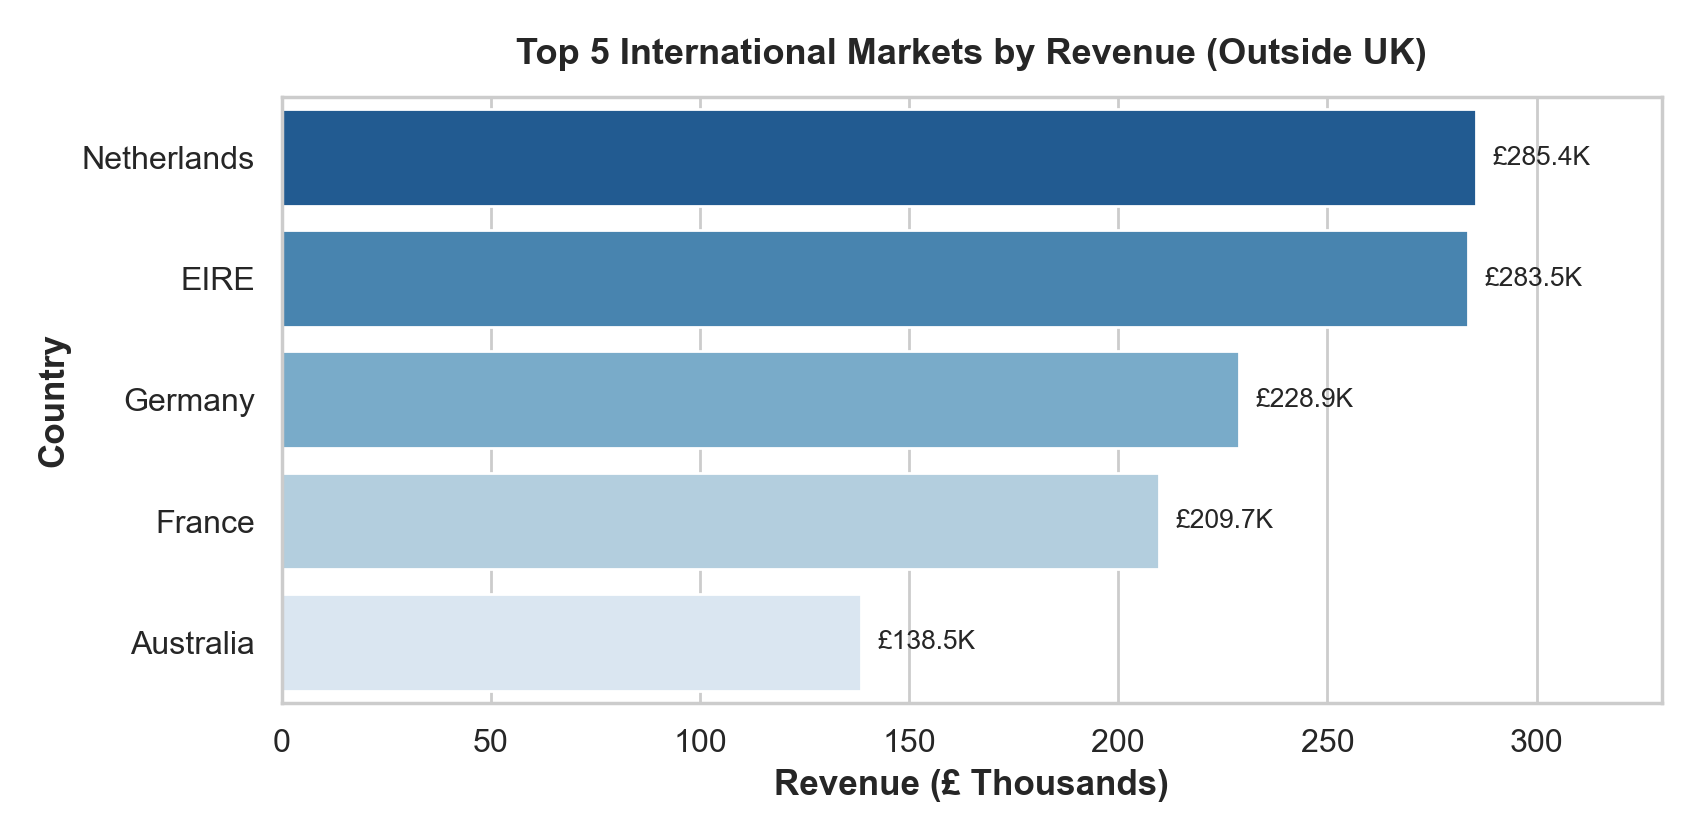 Top 5 International Markets by Revenue (Outside UK)
Country
Netherlands £285.4K
EIRE £283.5K
Germany £228.9K
France £209.7K
Australia £138.5K
0 50 100 150 200 250 300
Revenue (£ Thousands)